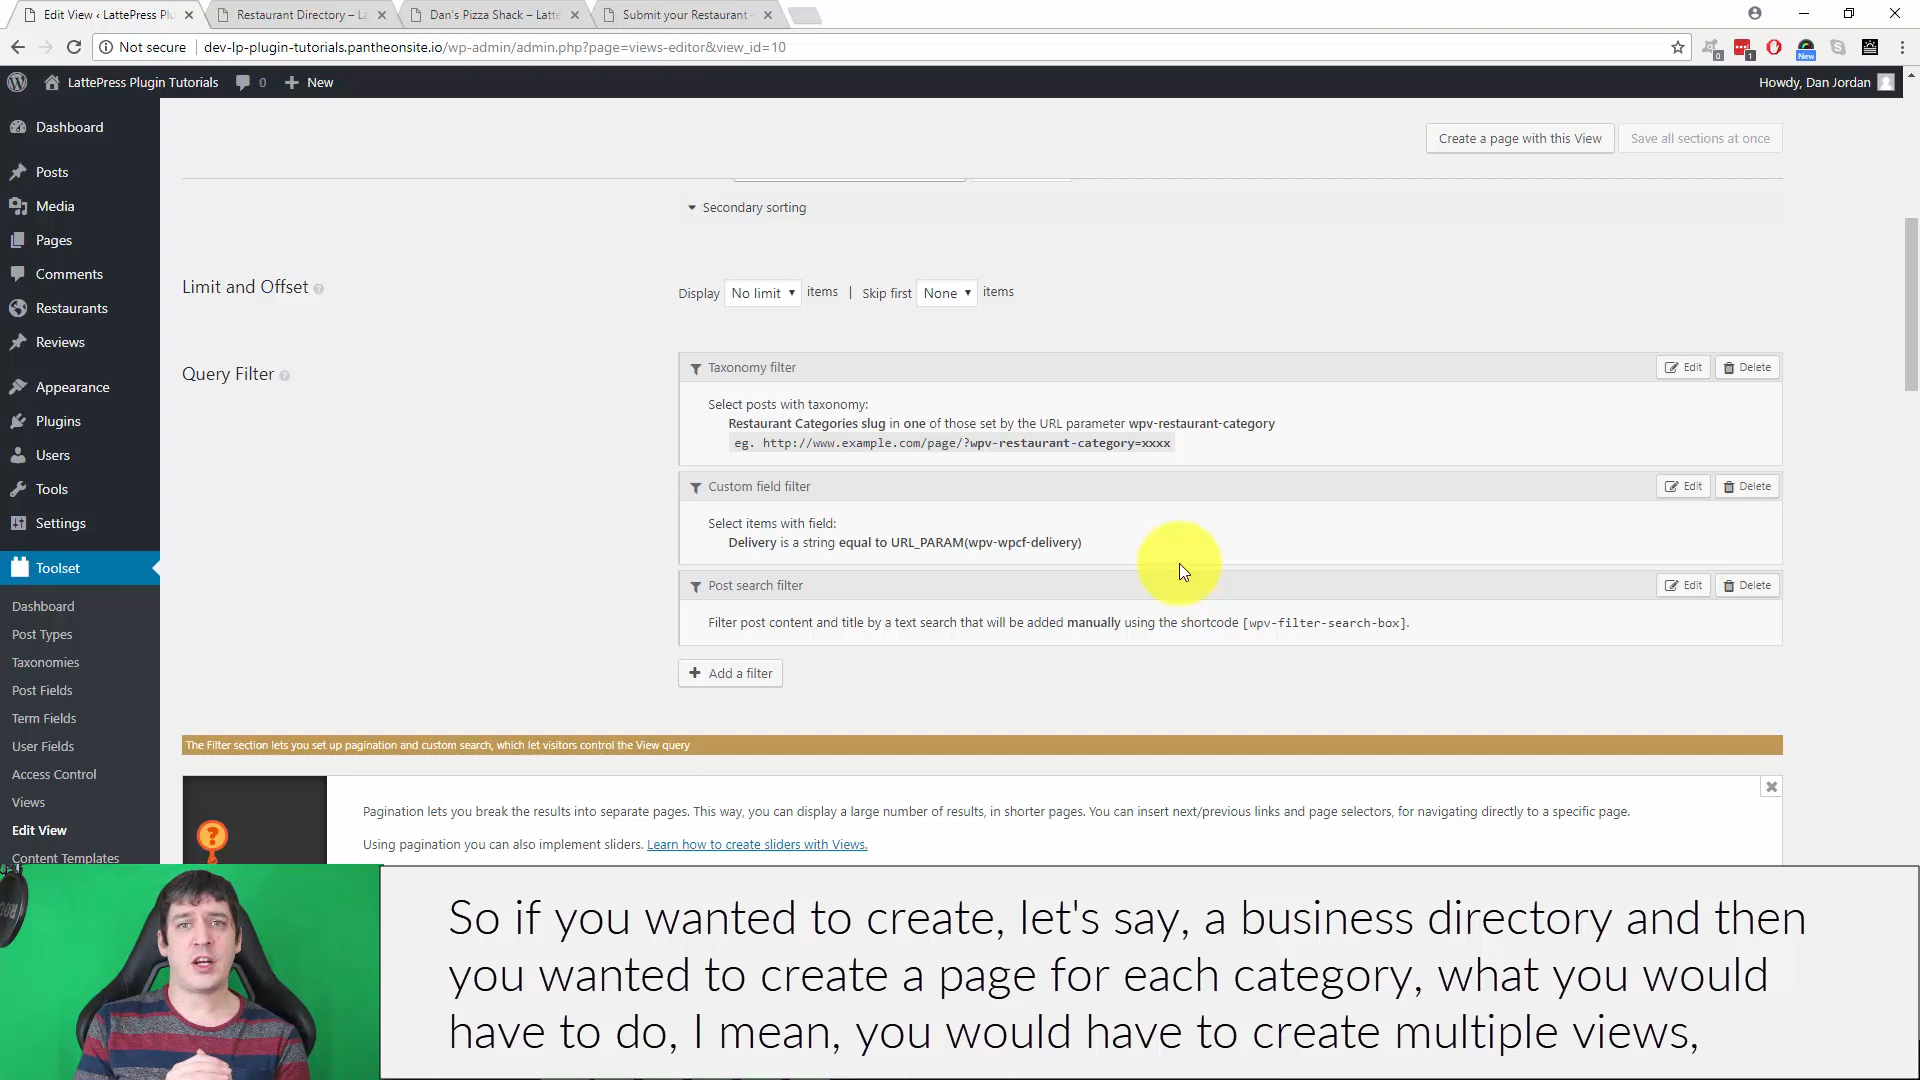 Edit View ‹ LattePress Plu
Restaurant Directory – La
Dan's Pizza Shack – Latte
Submit your Restaurant –
Not secure
dev-lp-plugin-tutorials.pantheonsite.io/wp-admin/admin.php?page=views-editor&view_id=10
0
1
New
LattePress Plugin Tutorials
0
New
Howdy, Dan Jordan
Dashboard
Posts
Media
Pages
Comments
Restaurants
Reviews
Appearance
Plugins
Users
Tools
Settings
Toolset
Dashboard
Post Types
Taxonomies
Post Fields
Term Fields
User Fields
Access Control
Views
Edit View
Content Templates
Create a page with this View
Save all sections at once
Secondary sorting
Limit and Offset
Display No limit items | Skip first None items
Query Filter
Taxonomy filter
Edit
Delete
Select posts with taxonomy:
Restaurant Categories slug in one of those set by the URL parameter wpv-restaurant-category
eg. http://www.example.com/page/?wpv-restaurant-category=xxxx
Custom field filter
Edit
Delete
Select items with field:
Delivery is a string equal to URL_PARAM(wpv-wpcf-delivery)
Post search filter
Edit
Delete
Filter post content and title by a text search that will be added manually using the shortcode [wpv-filter-search-box].
Add a filter
The Filter section lets you set up pagination and custom search, which let visitors control the View query
Pagination lets you break the results into separate pages. This way, you can display a large number of results, in shorter pages. You can insert next/previous links and page selectors, for navigating directly to a specific page.
Using pagination you can also implement sliders. Learn how to create sliders with Views.
So if you wanted to create, let's say, a business directory and then
you wanted to create a page for each category, what you would
have to do, I mean, you would have to create multiple views,